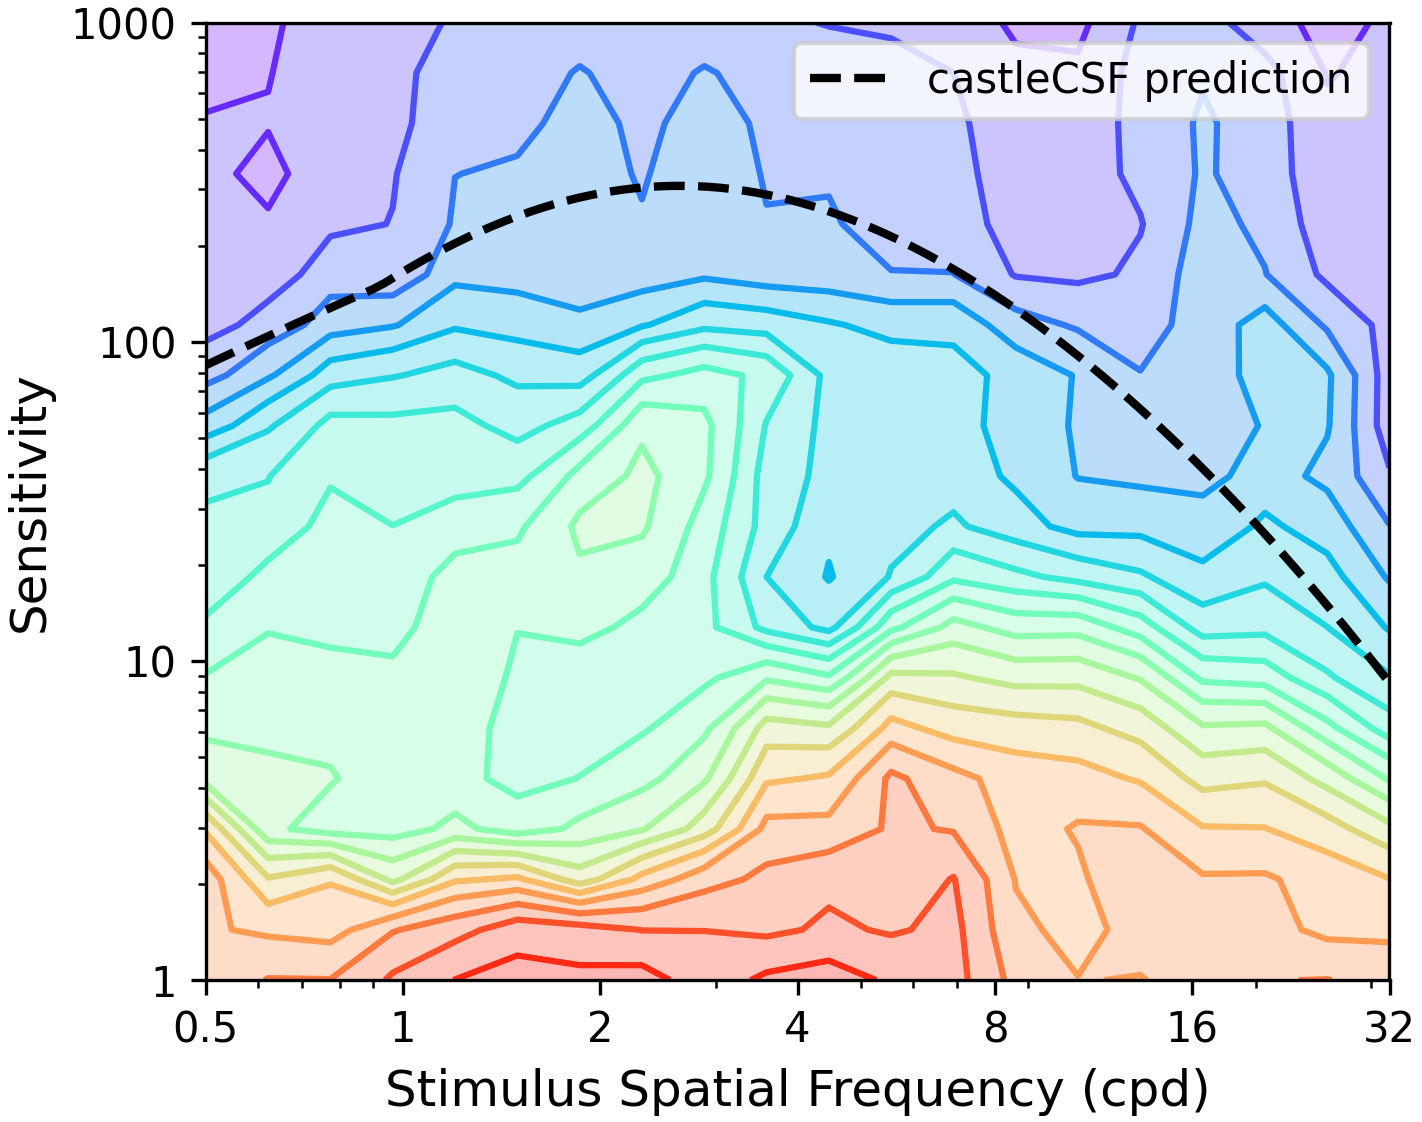 1000
castleCSF prediction
100
Sensitivity
10
1
0.5 1 2 4 8 16 32
Stimulus Spatial Frequency (cpd)